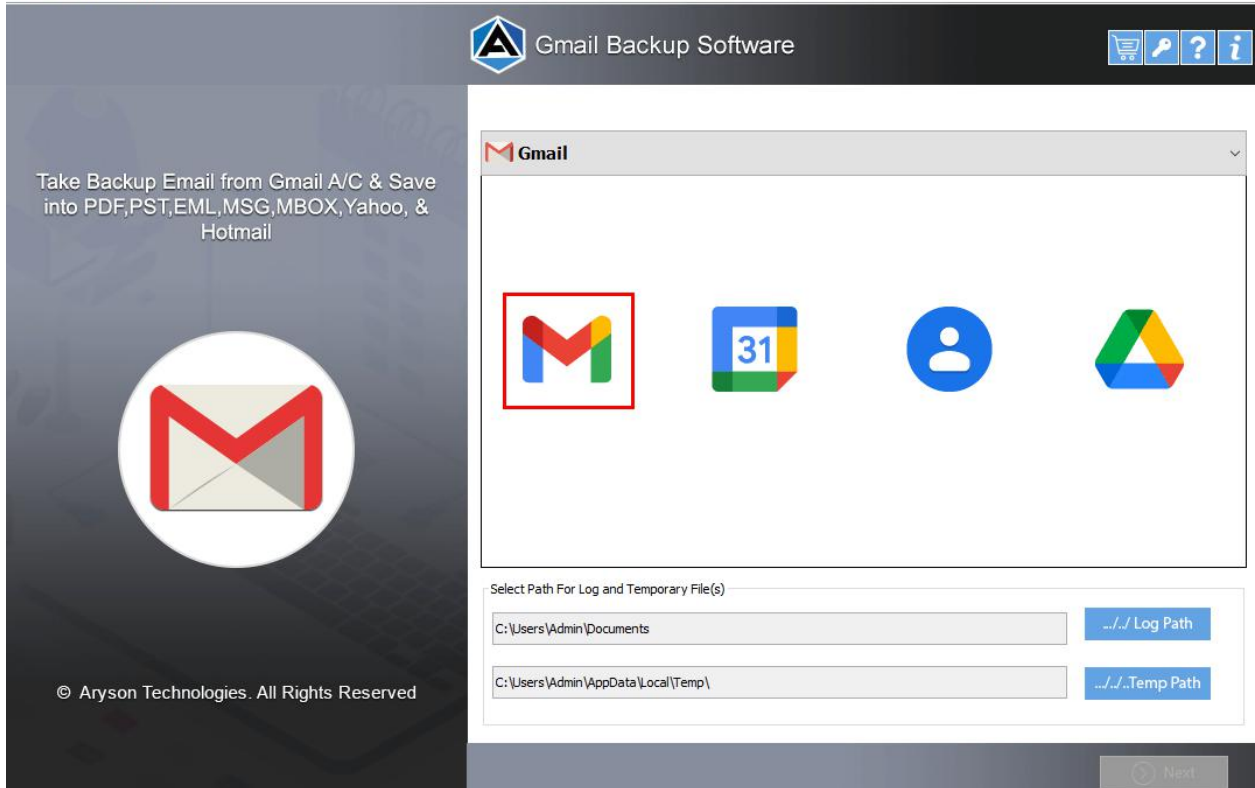 Gmail Backup Software
Take Backup Email from Gmail A/C & Save
into PDF,PST,EML,MSG,MBOX,Yahoo, &
Hotmail
© Aryson Technologies. All Rights Reserved
Gmail
31
Select Path For Log and Temporary File(s)
C:\Users\Admin\Documents
.../../ Log Path
C:\Users\Admin\AppData\Local\Temp\
.../../..Temp Path
Next